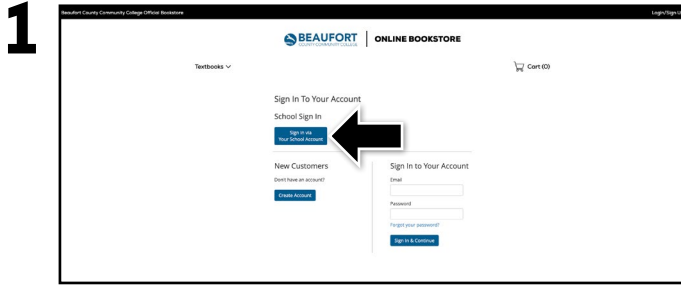 1
Beaufort County Community College Official Bookstore
Login/Sign U
BEAUFORT
COUNTY COMMUNITY COLLEGE
ONLINE BOOKSTORE
Textbooks
Cart (0)
Sign In To Your Account
School Sign In
Sign in via
Your School Account
New Customers
Don't have an account?
Create Account
Sign In to Your Account
Email
Password
Forgot your password?
Sign In & Continue